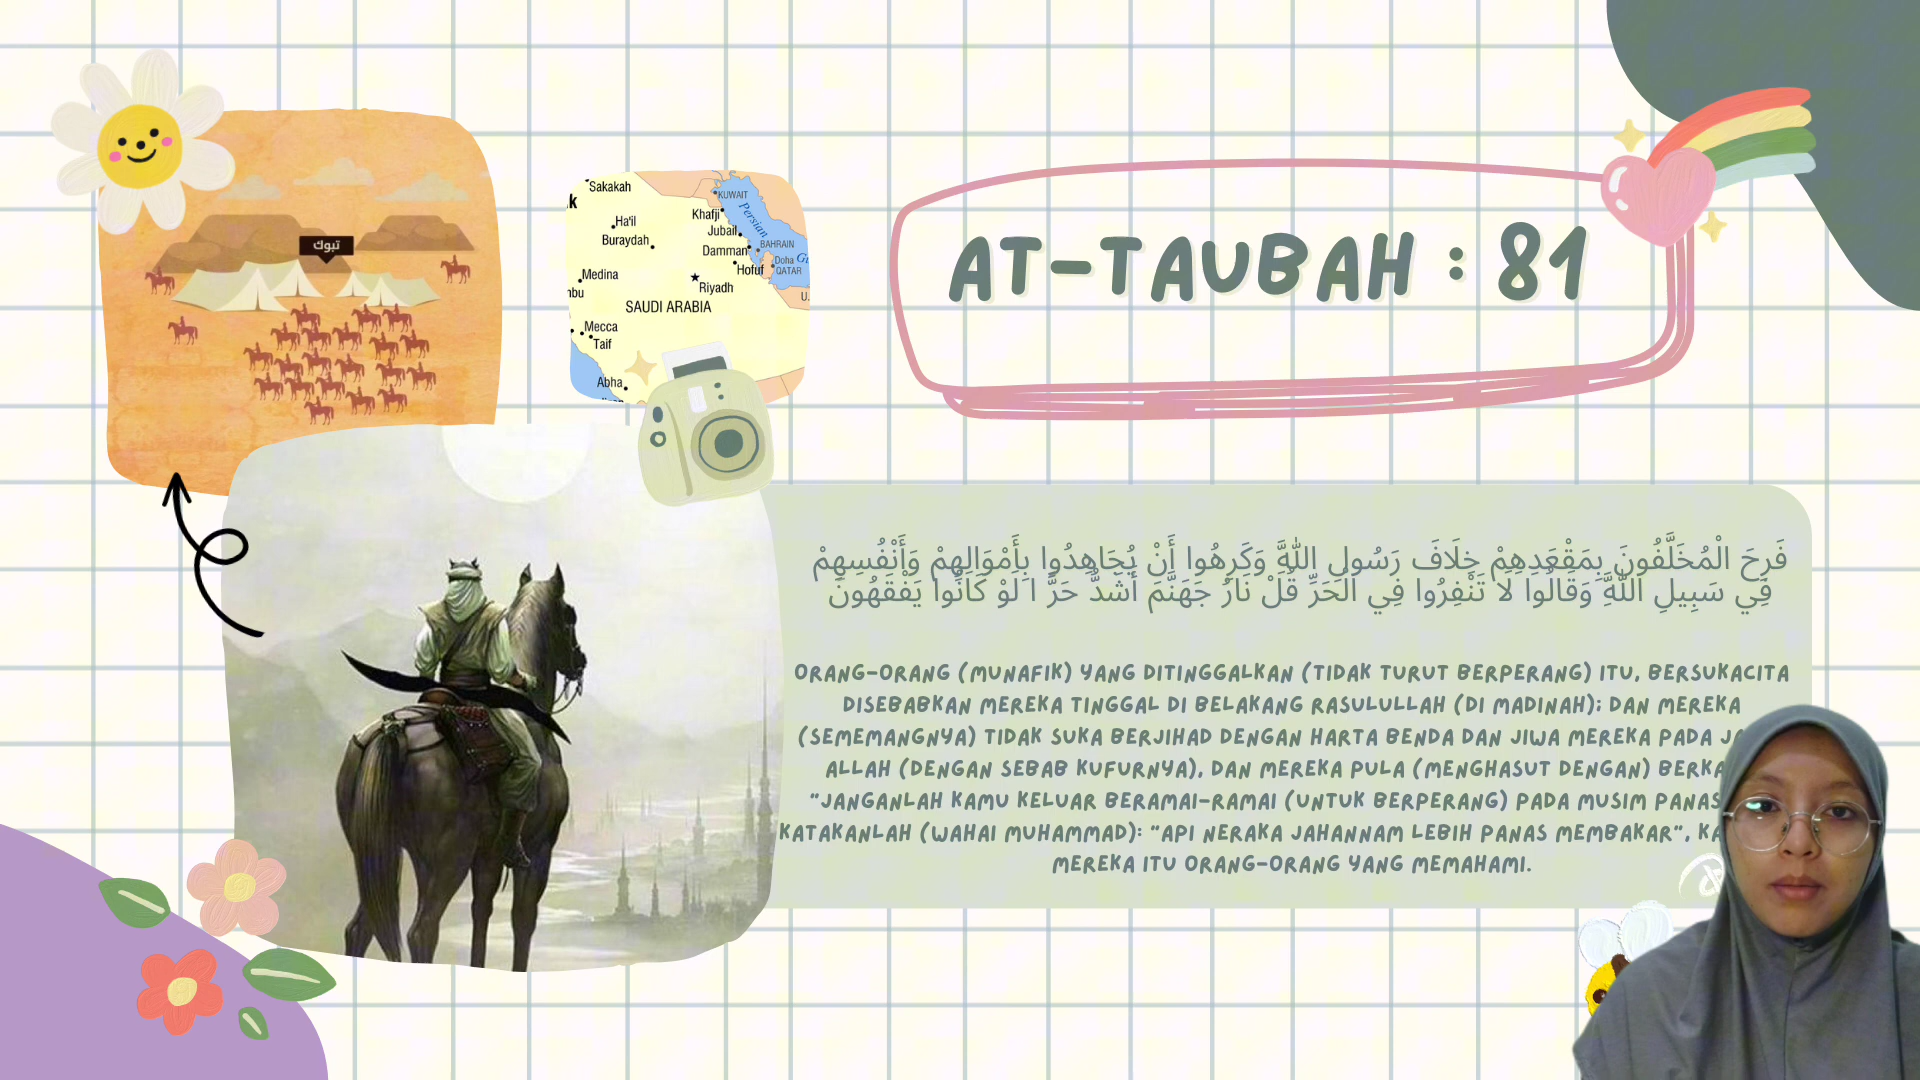 تبوك
k
Sakakah
Ha'il
Buraydah
KUWAIT
Khafji
Persian
Jubail
Damman
BAHRAIN
Doha
QATAR
Hofuf
Riyadh
Medina
SAUDI ARABIA
Mecca
Taif
Abha
AT-TAUBAH : 81
فَرِحَ الْمُخَلَّفُونَ بِمَقْعَدِهِمْ خِلَافَ رَسُولِ اللَّهِ وَكَرِهُوا أَنْ يُجَاهِدُوا بِأَمْوَالِهِمْ وَأَنْفُسِهِمْ
فِي سَبِيلِ اللَّهِ وَقَالُوا لَا تَنْفِرُوا فِي الْحَرِّ قُلْ نَارُ جَهَنَّمَ أَشَدُّ حَرًّا لَوْ كَانُوا يَفْقَهُونَ
ORANG-ORANG (MUNAFIK) YANG DITINGGALKAN (TIDAK TURUT BERPERANG) ITU, BERSUKACITA
DISEBABKAN MEREKA TINGGAL DI BELAKANG RASULULLAH (DI MADINAH); DAN MEREKA
(SEMEMANGNYA) TIDAK SUKA BERJIHAD DENGAN HARTA BENDA DAN JIWA MEREKA PADA
ALLAH (DENGAN SEBAB KUFURNYA), DAN MEREKA PULA (MENGHASUT DENGAN)
"JANGANLAH KAMU KELUAR BERAMAI-RAMAI (UNTUK BERPERANG) PADA MUSIM PANAS
KATAKANLAH (WAHAI MUHAMMAD): "API NERAKA JAHANNAM LEBIH PANAS MEMBAKAR",
MEREKA ITU ORANG-ORANG YANG MEMAHAMI.